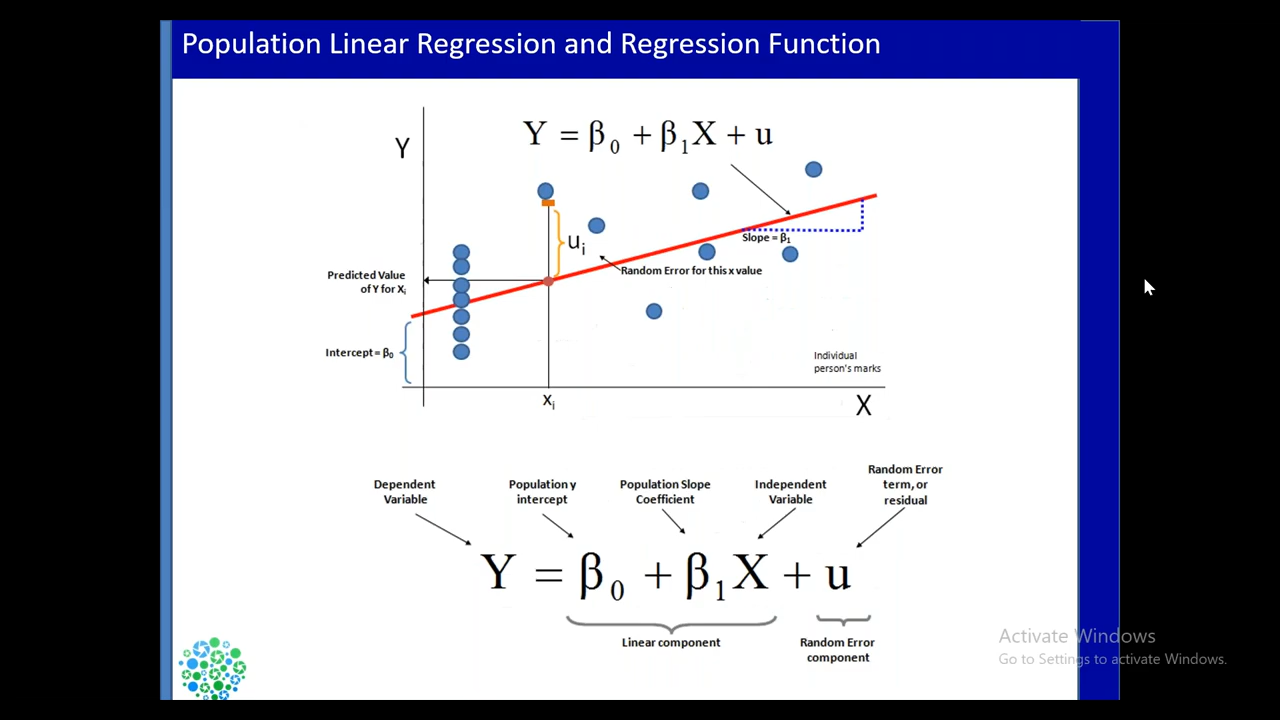 Population Linear Regression and Regression Function
Y = β₀ + β₁X + u
Y
uᵢ
Slope = β₁
Random Error for this x value
Predicted Value
of Y for Xᵢ
Intercept = β₀
Individual
person's marks
xᵢ
X
Dependent
Variable
Population y
intercept
Population Slope
Coefficient
Independent
Variable
Random Error
term, or
residual
Y = β₀ + β₁X + u
Linear component
Random Error
component
Activate Windows
Go to Settings to activate Windows.